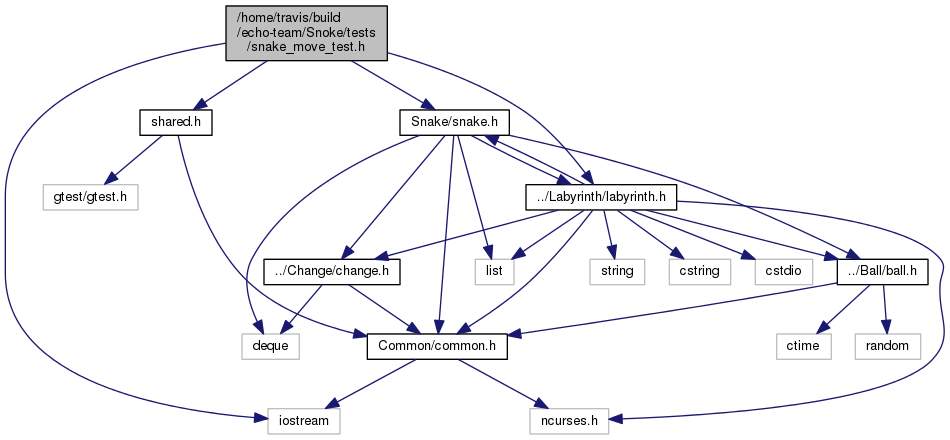 /home/travis/build
/echo-team/Snoke/tests
/snake_move_test.h
shared.h
Snake/snake.h
gtest/gtest.h
../Labyrinth/labyrinth.h
../Change/change.h
list
string
cstring
cstdio
../Ball/ball.h
deque
Common/common.h
ctime
random
iostream
ncurses.h